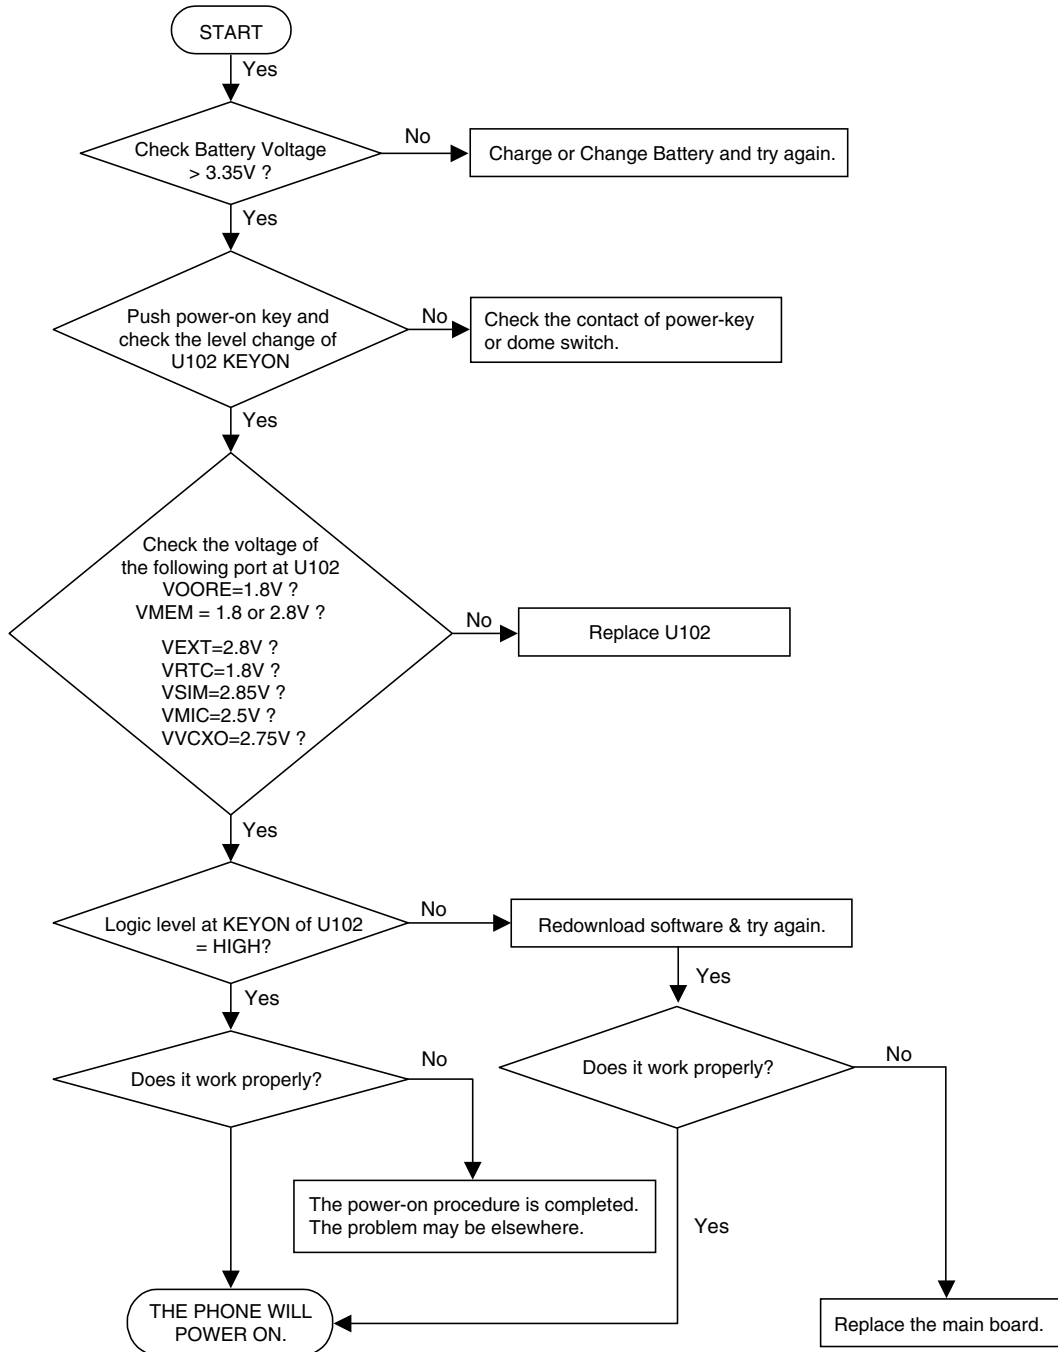 START
Yes
Check Battery Voltage
> 3.35V ?
No
Charge or Change Battery and try again.
Yes
Push power-on key and
check the level change of
U102 KEYON
No
Check the contact of power-key
or dome switch.
Yes
Check the voltage of
the following port at U102
VOORE=1.8V ?
VMEM = 1.8 or 2.8V ?
VEXT=2.8V ?
VRTC=1.8V ?
VSIM=2.85V ?
VMIC=2.5V ?
VVCXO=2.75V ?
No
Replace U102
Yes
Logic level at KEYON of U102
= HIGH?
No
Redownload software & try again.
Yes
Yes
Does it work properly?
No
Does it work properly?
No
The power-on procedure is completed.
The problem may be elsewhere.
Yes
THE PHONE WILL
POWER ON.
Replace the main board.